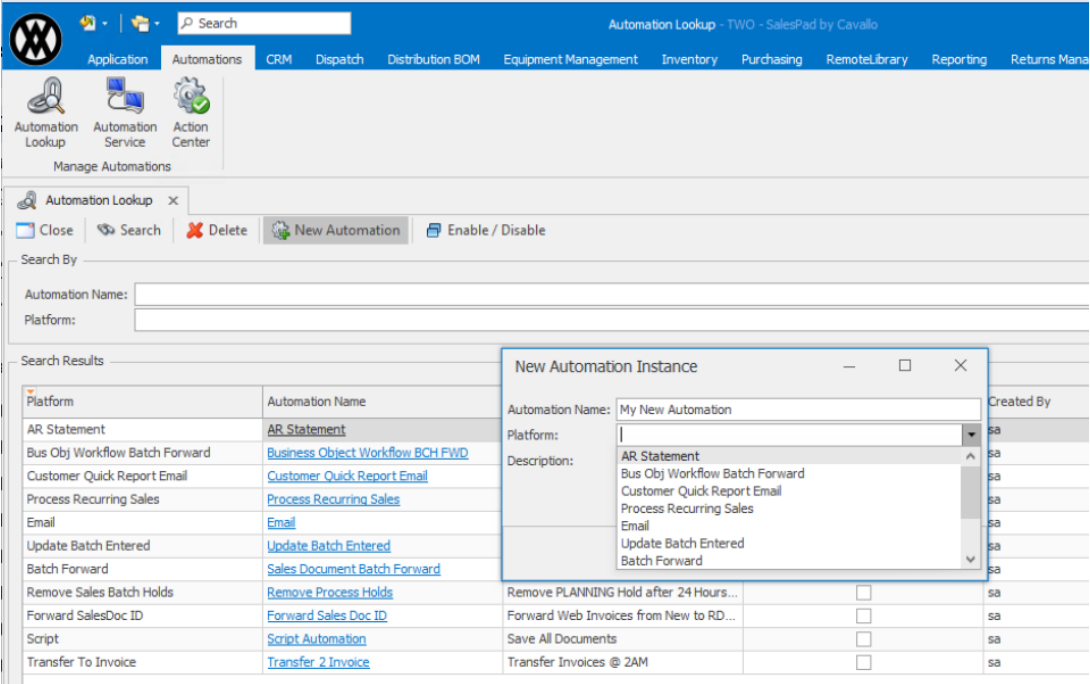 Search
Automation Lookup - TWO - SalesPad by Cavallo
Application Automations CRM Dispatch Distribution BOM Equipment Management Inventory Purchasing RemoteLibrary Reporting Returns Mana
Automation Lookup
Automation Service
Action Center
Manage Automations
Automation Lookup
Close Search Delete New Automation Enable / Disable
Search By
Automation Name:
Platform:
Search Results
Platform Automation Name Created By
AR Statement AR Statement sa
Bus Obj Workflow Batch Forward Business Object Workflow BCH FWD sa
Customer Quick Report Email Customer Quick Report Email sa
Process Recurring Sales Process Recurring Sales sa
Email Email sa
Update Batch Entered Update Batch Entered sa
Batch Forward Sales Document Batch Forward sa
Remove Sales Batch Holds Remove Process Holds Remove PLANNING Hold after 24 Hours... sa
Forward SalesDoc ID Forward Sales Doc ID Forward Web Invoices from New to RD... sa
Script Script Automation Save All Documents sa
Transfer To Invoice Transfer 2 Invoice Transfer Invoices @ 2AM sa
New Automation Instance
Automation Name: My New Automation
Platform:
Description:
AR Statement
Bus Obj Workflow Batch Forward
Customer Quick Report Email
Process Recurring Sales
Email
Update Batch Entered
Batch Forward